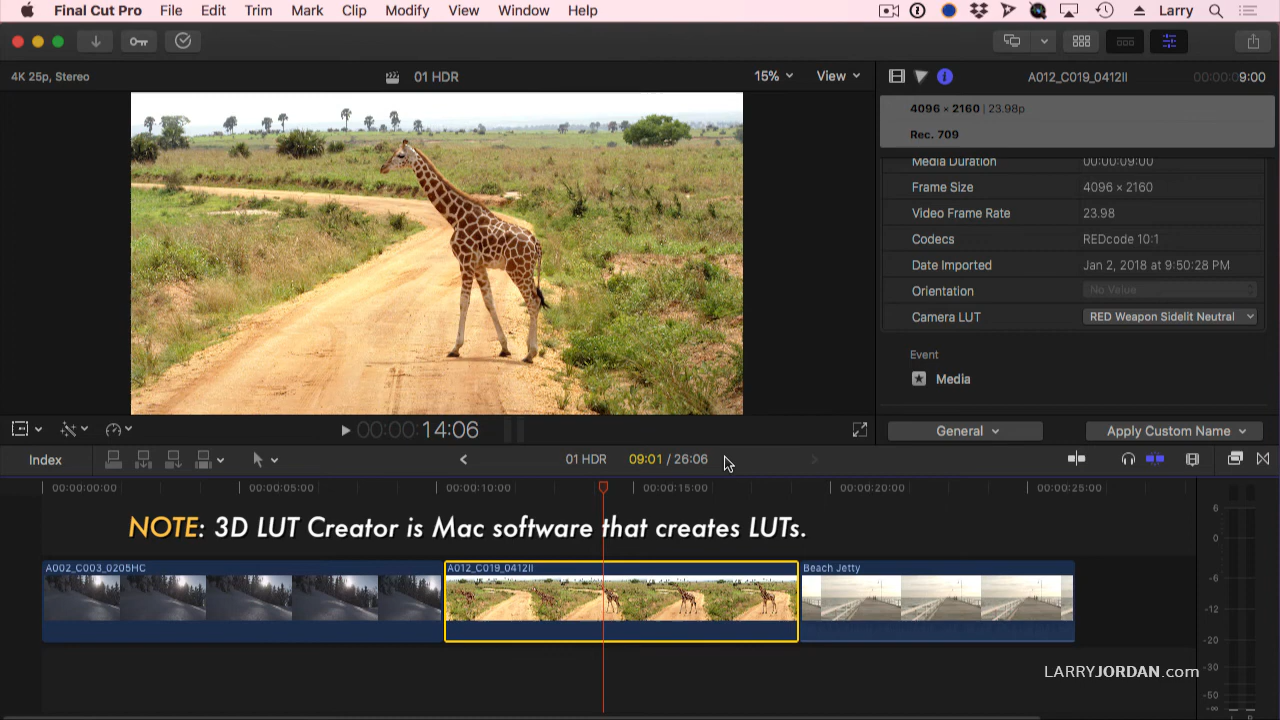 Final Cut Pro File Edit Trim Mark Clip Modify View Window Help Larry
4K 25p, Stereo 01 HDR 15% View A012_C019_0412II 00:00:09:00
4096 × 2160 | 23.98p
Rec. 709
Media Duration 00:00:09:00
Frame Size 4096 × 2160
Video Frame Rate 23.98
Codecs REDcode 10:1
Date Imported Jan 2, 2018 at 9:50:28 PM
Orientation No Value
Camera LUT RED Weapon Sidelit Neutral
Event
Media
00:00:14:06 General Apply Custom Name
Index 01 HDR 09:01 / 26:06
00:00:00:00 00:00:05:00 00:00:10:00 00:00:15:00 00:00:20:00 00:00:25:00
6
0
-6
-12
-20
-30
-50
-∞
NOTE: 3D LUT Creator is Mac software that creates LUTs.
A002_C003_0205HC A012_C019_0412II Beach Jetty
LARRYJORDAN.com